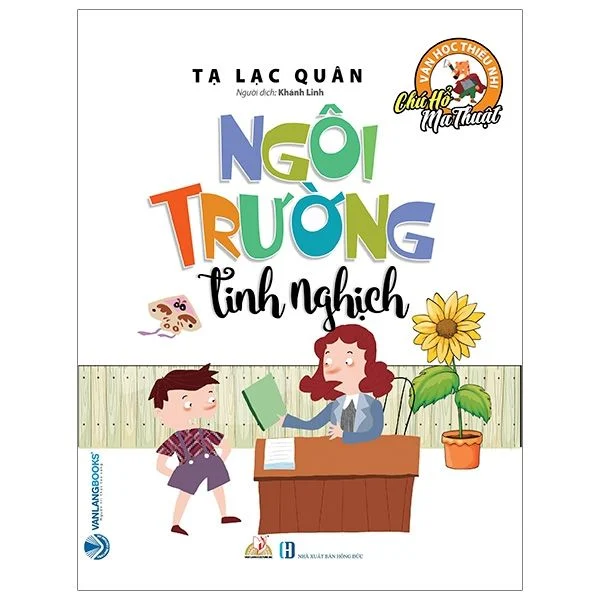 TẠ LẠC QUÂN
Người dịch: Khánh Linh
VĂN HỌC THIẾU NHI
Chú Hổ
Ma Thuật
NGÔI
TRƯỜNG
tinh nghịch
VANLANGBOOKS
NHÀ XUẤT BẢN HỒNG ĐỨC